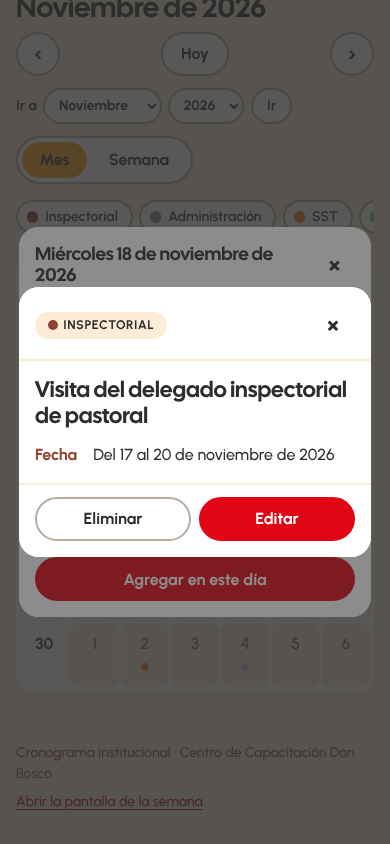 Noviembre de 2026
‹ Hoy ›
Ir a Noviembre 2026 Ir
Mes Semana
Inspectorial Administración SST
Miércoles 18 de noviembre de
2026
×
INSPECTORIAL ×
Visita del delegado inspectorial
de pastoral
Fecha Del 17 al 20 de noviembre de 2026
Eliminar Editar
Agregar en este día
30 1 2 3 4 5 6
Cronograma institucional · Centro de Capacitación Don
Bosco
Abrir la pantalla de la semana